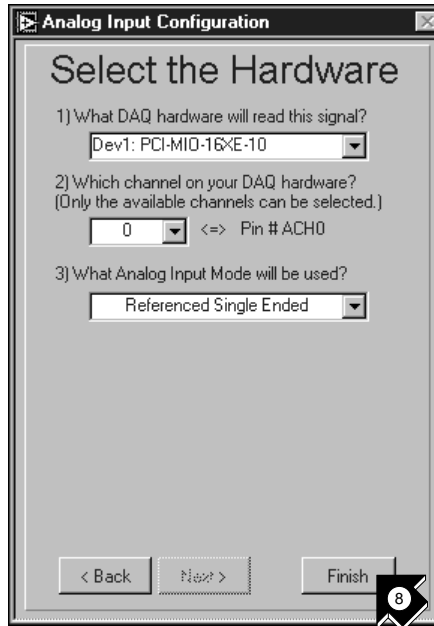 Analog Input Configuration
Select the Hardware
1) What DAQ hardware will read this signal?
Dev1: PCI-MIO-16XE-10
2) Which channel on your DAQ hardware?
(Only the available channels can be selected.)
0 <=> Pin # ACH0
3) What Analog Input Mode will be used?
Referenced Single Ended
< Back Next > Finish
8